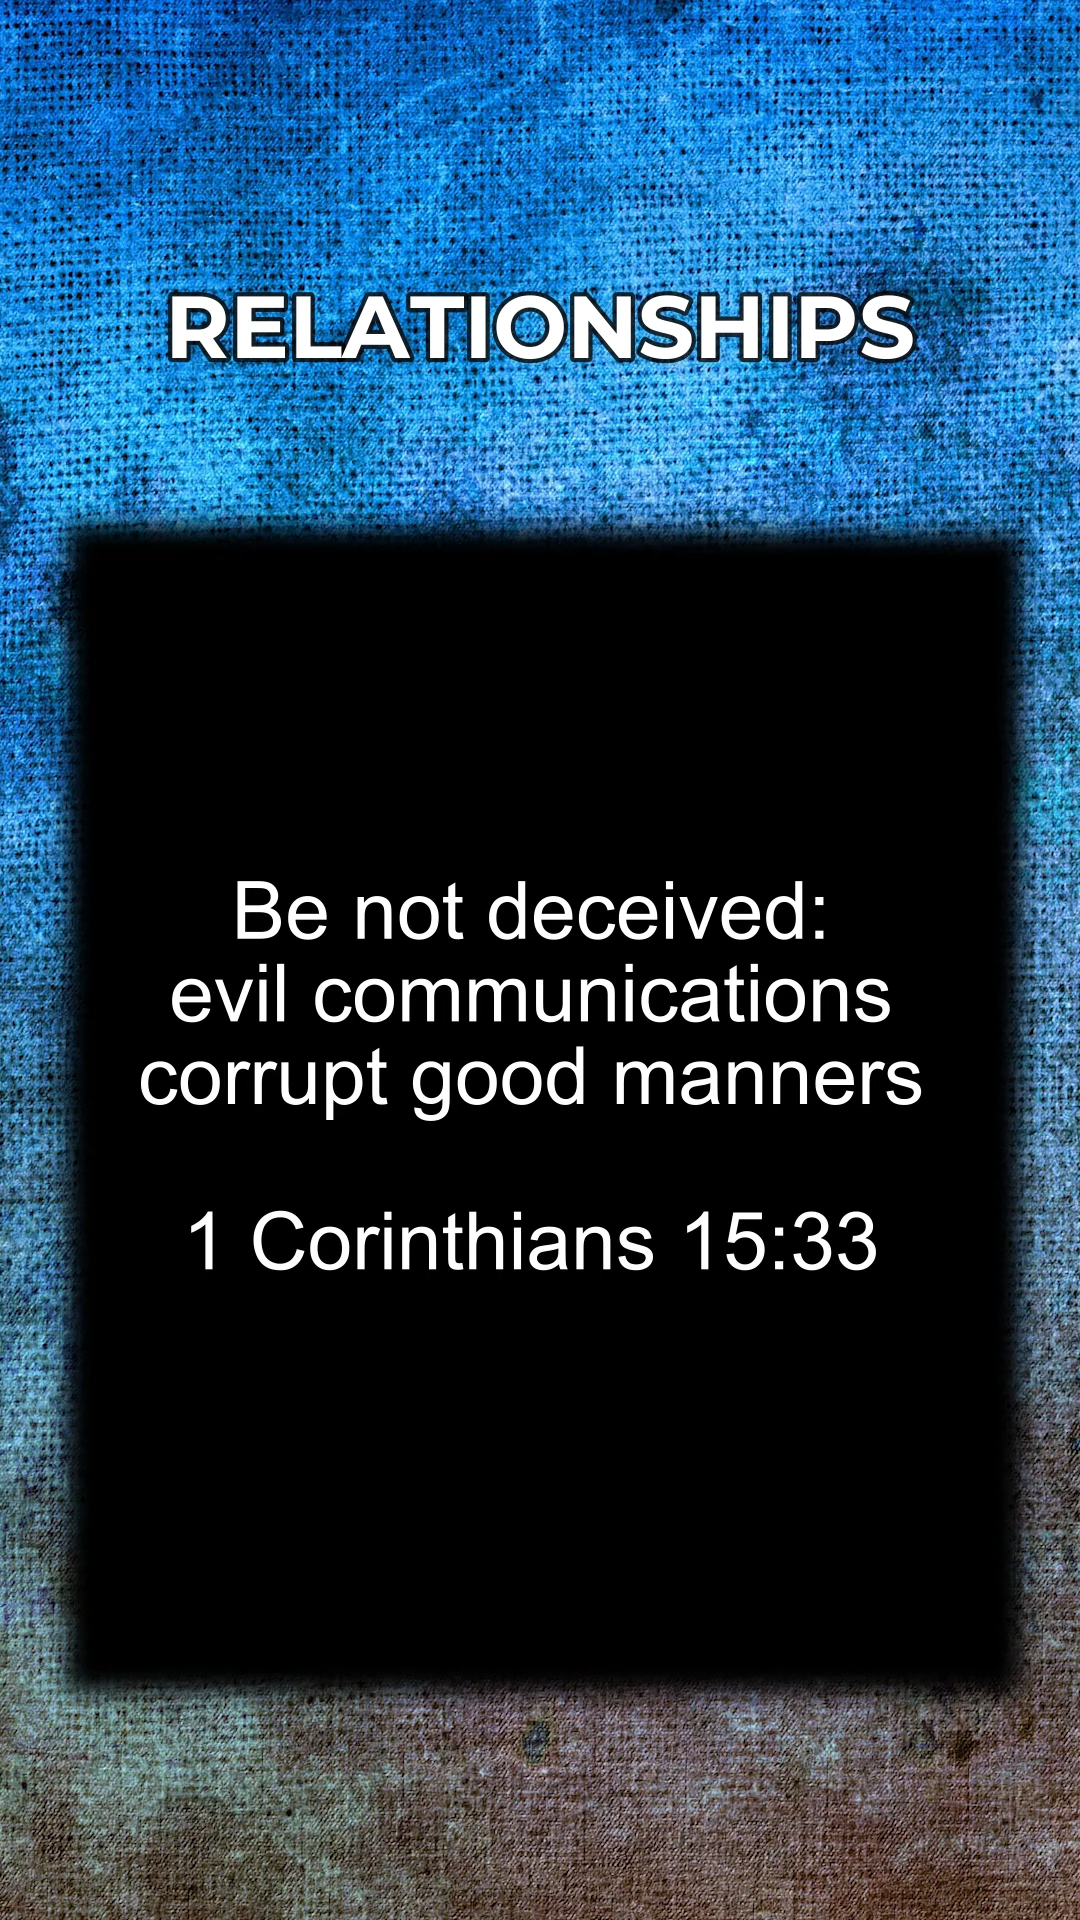 RELATIONSHIPS
Be not deceived:
evil communications
corrupt good manners
1 Corinthians 15:33